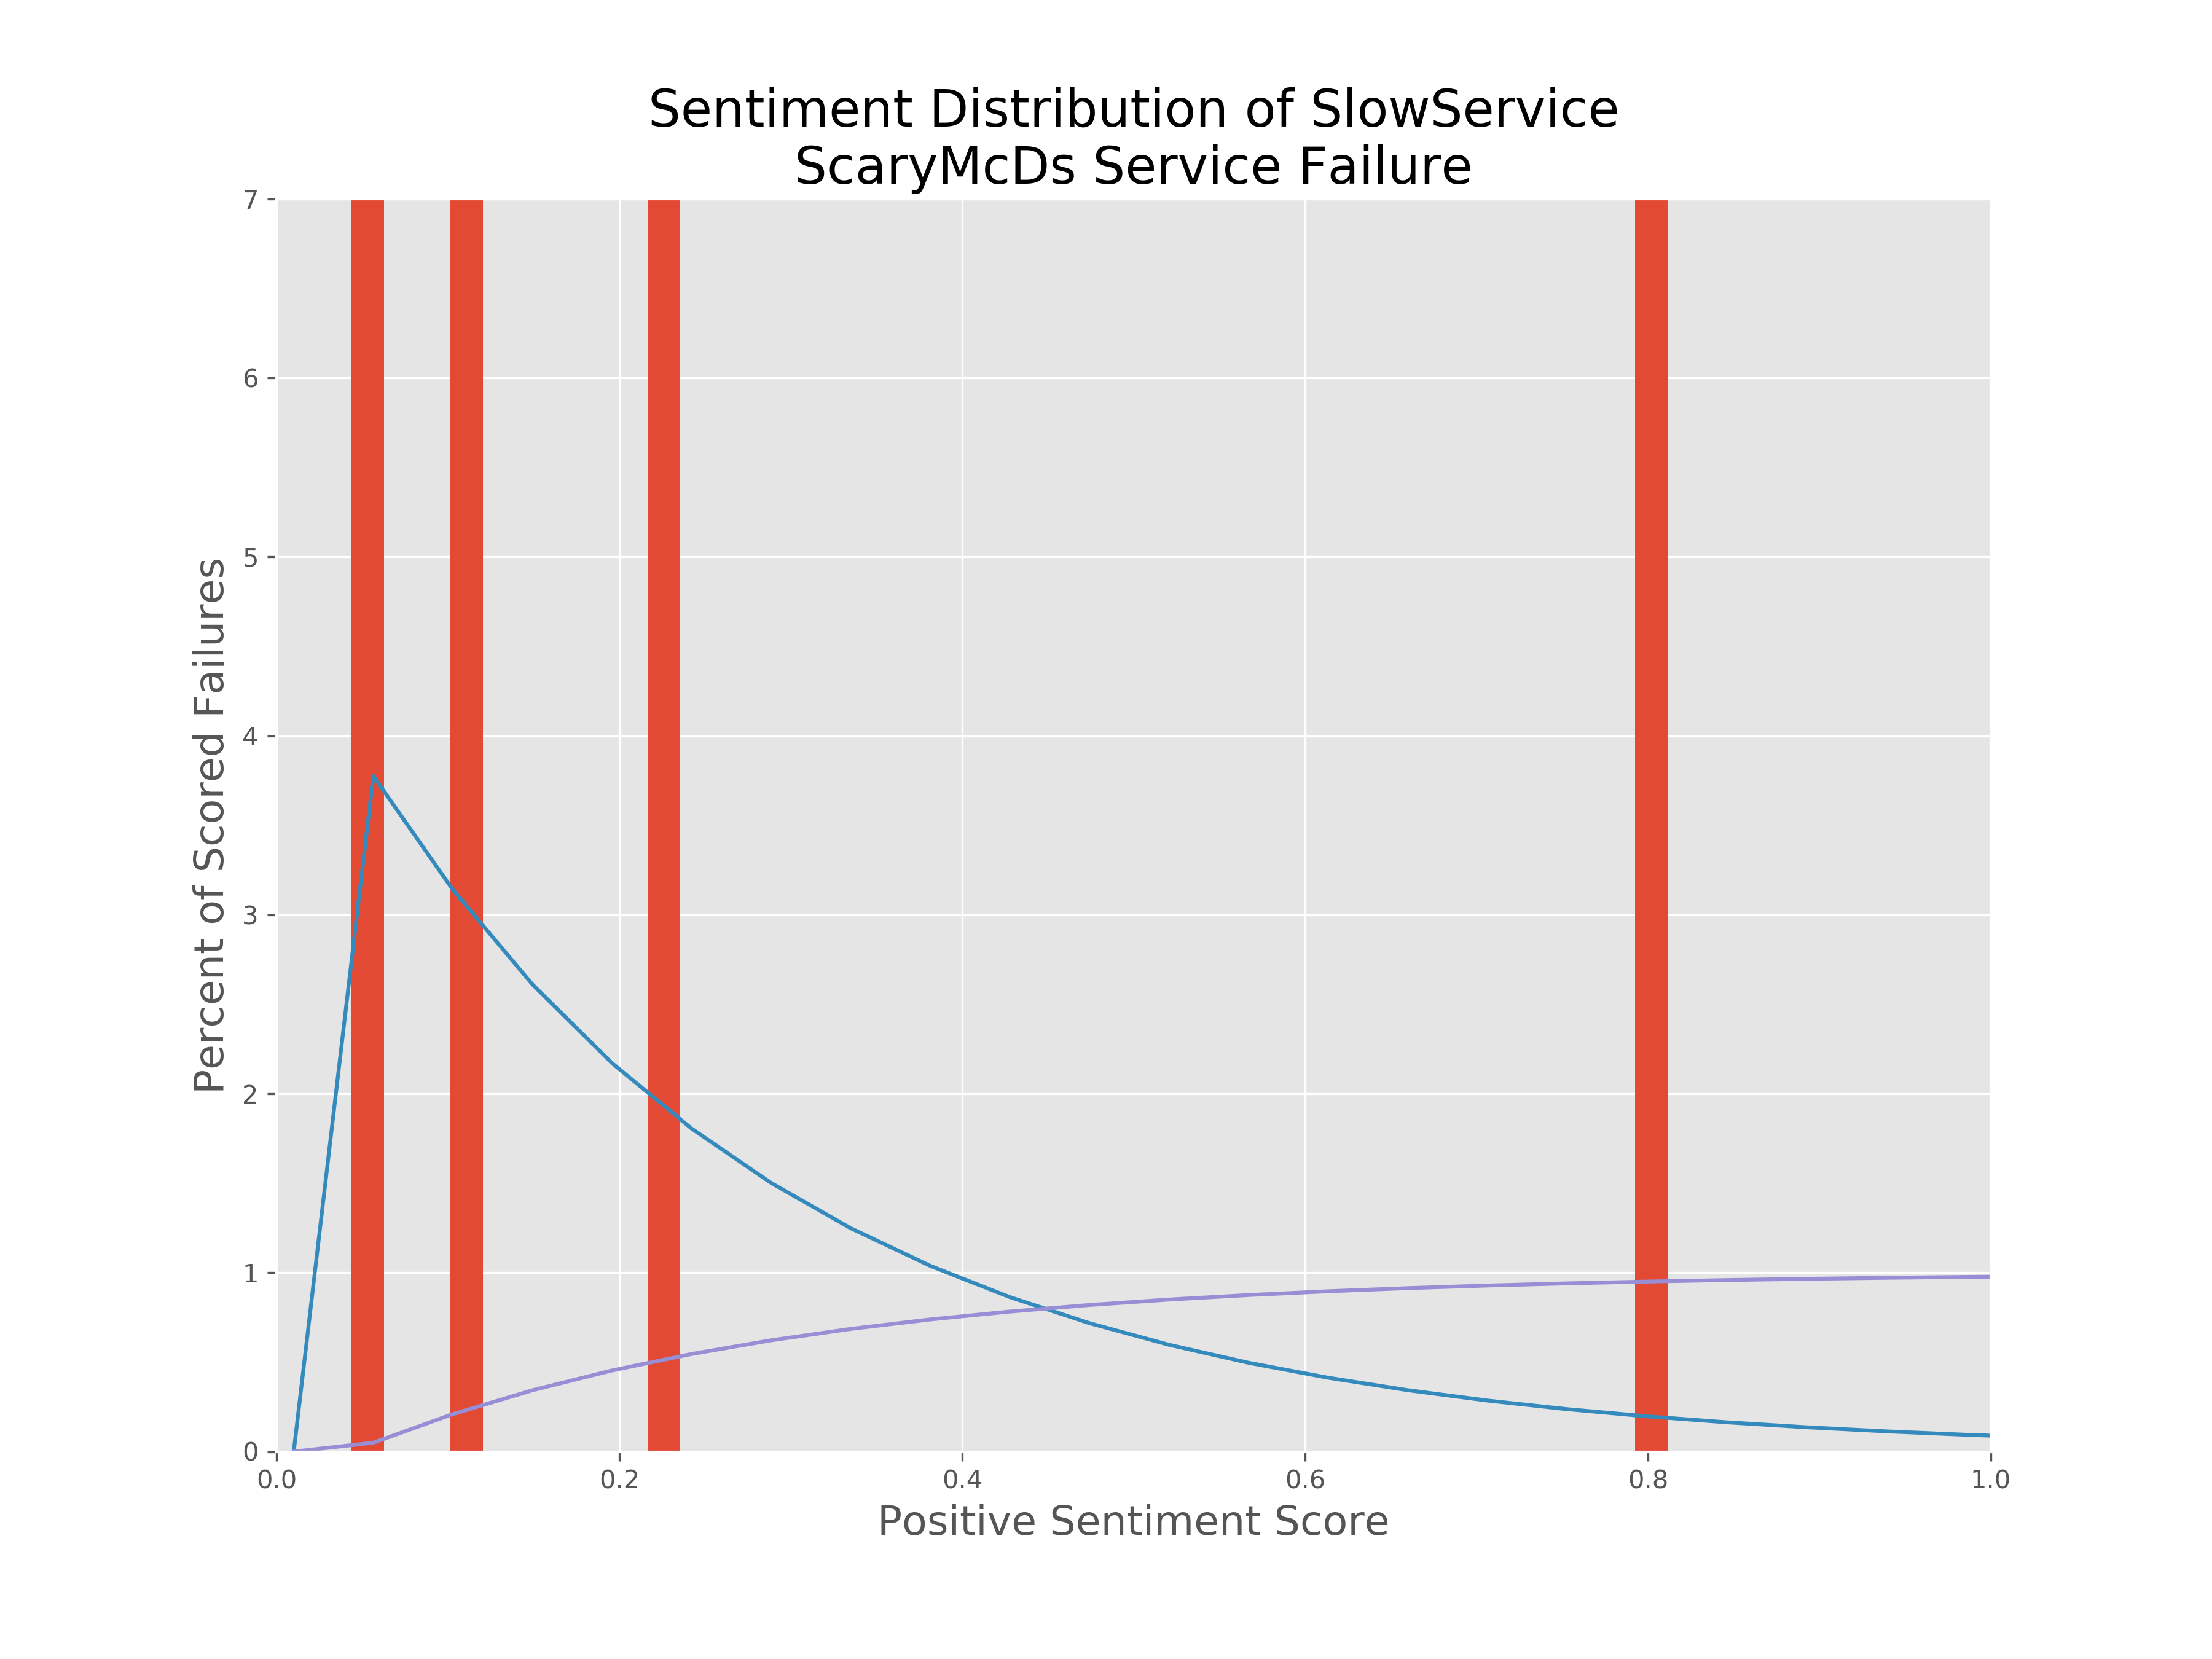 Sentiment Distribution of SlowService
ScaryMcDs Service Failure
Percent of Scored Failures
7
6
5
4
3
2
1
0
0.0 0.2 0.4 0.6 0.8 1.0
Positive Sentiment Score